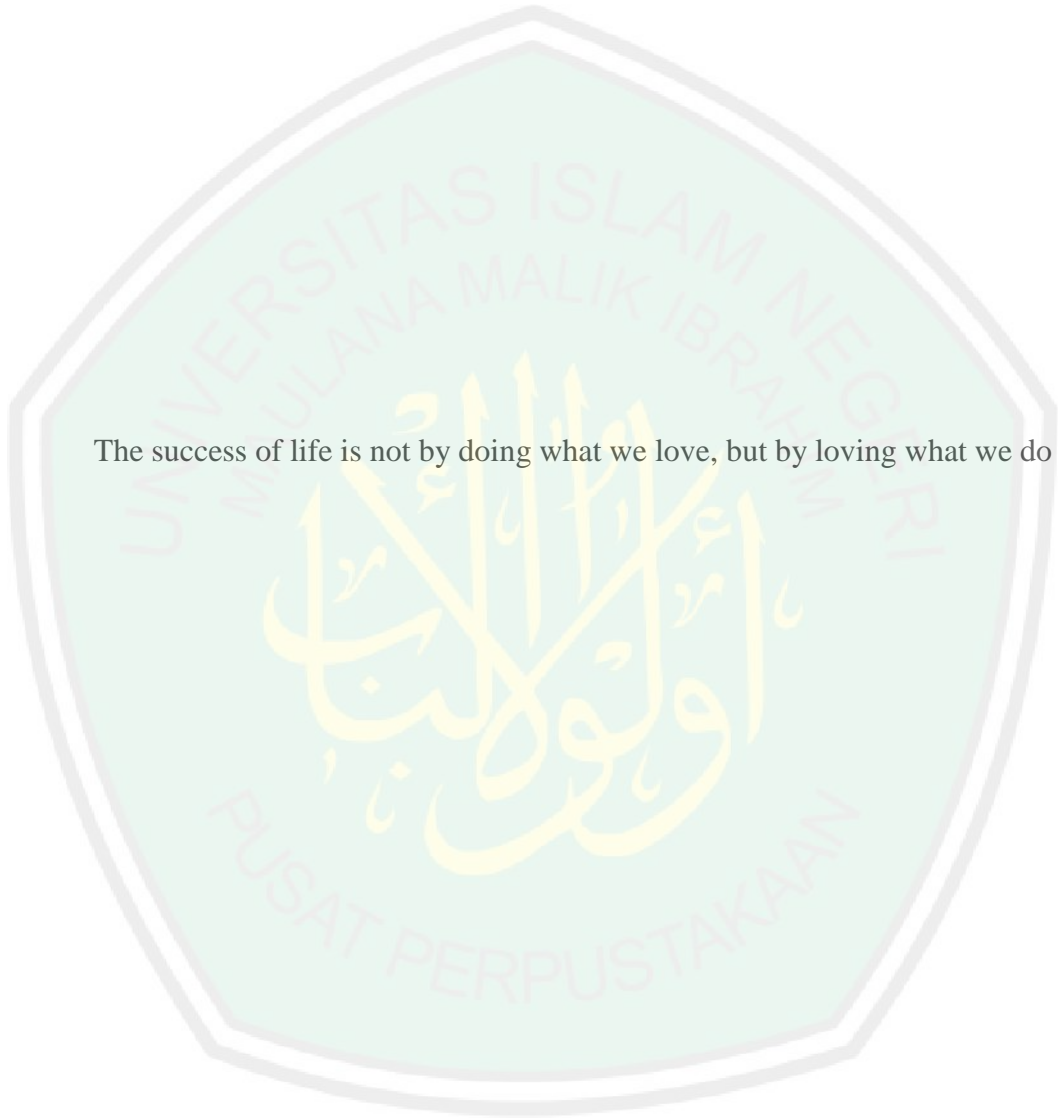 UNIVERSITAS ISLAM NEGERI
MAULANA MALIK IBRAHIM
The success of life is not by doing what we love, but by loving what we do
أولوا الألباب
PUSAT PERPUSTAKAAN